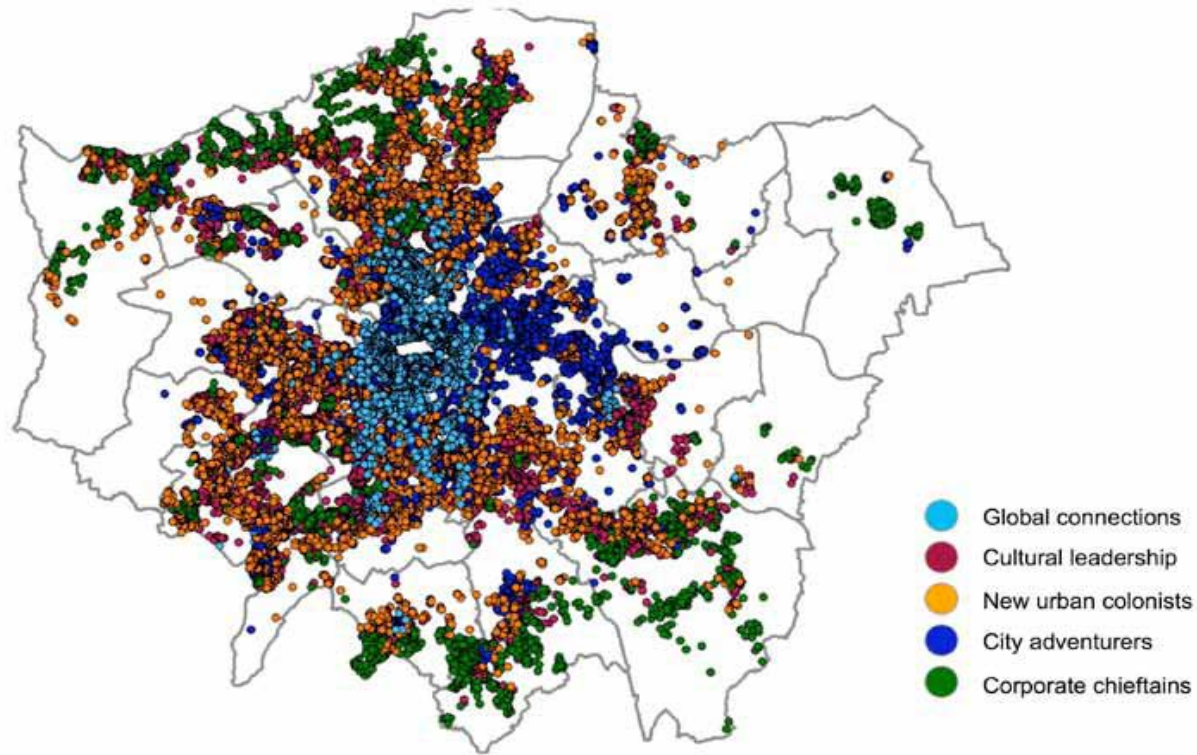 Global connections
Cultural leadership
New urban colonists
City adventurers
Corporate chieftains